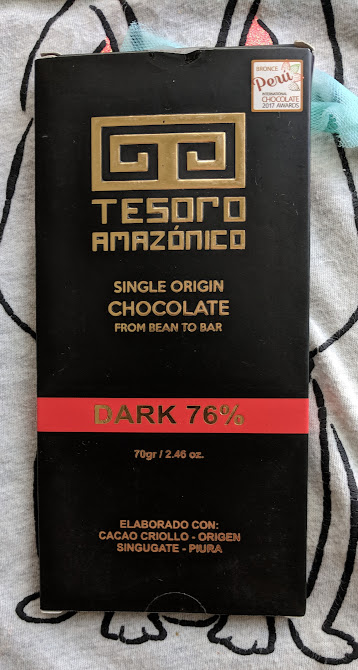 BRONCE
Perú
INTERNATIONAL
CHOCOLATE
2017 AWARDS
TESORO
AMAZÓNICO
SINGLE ORIGIN
CHOCOLATE
FROM BEAN TO BAR
DARK 76%
70gr / 2.46 oz.
ELABORADO CON:
CACAO CRIOLLO - ORIGEN
SINGUGATE - PIURA